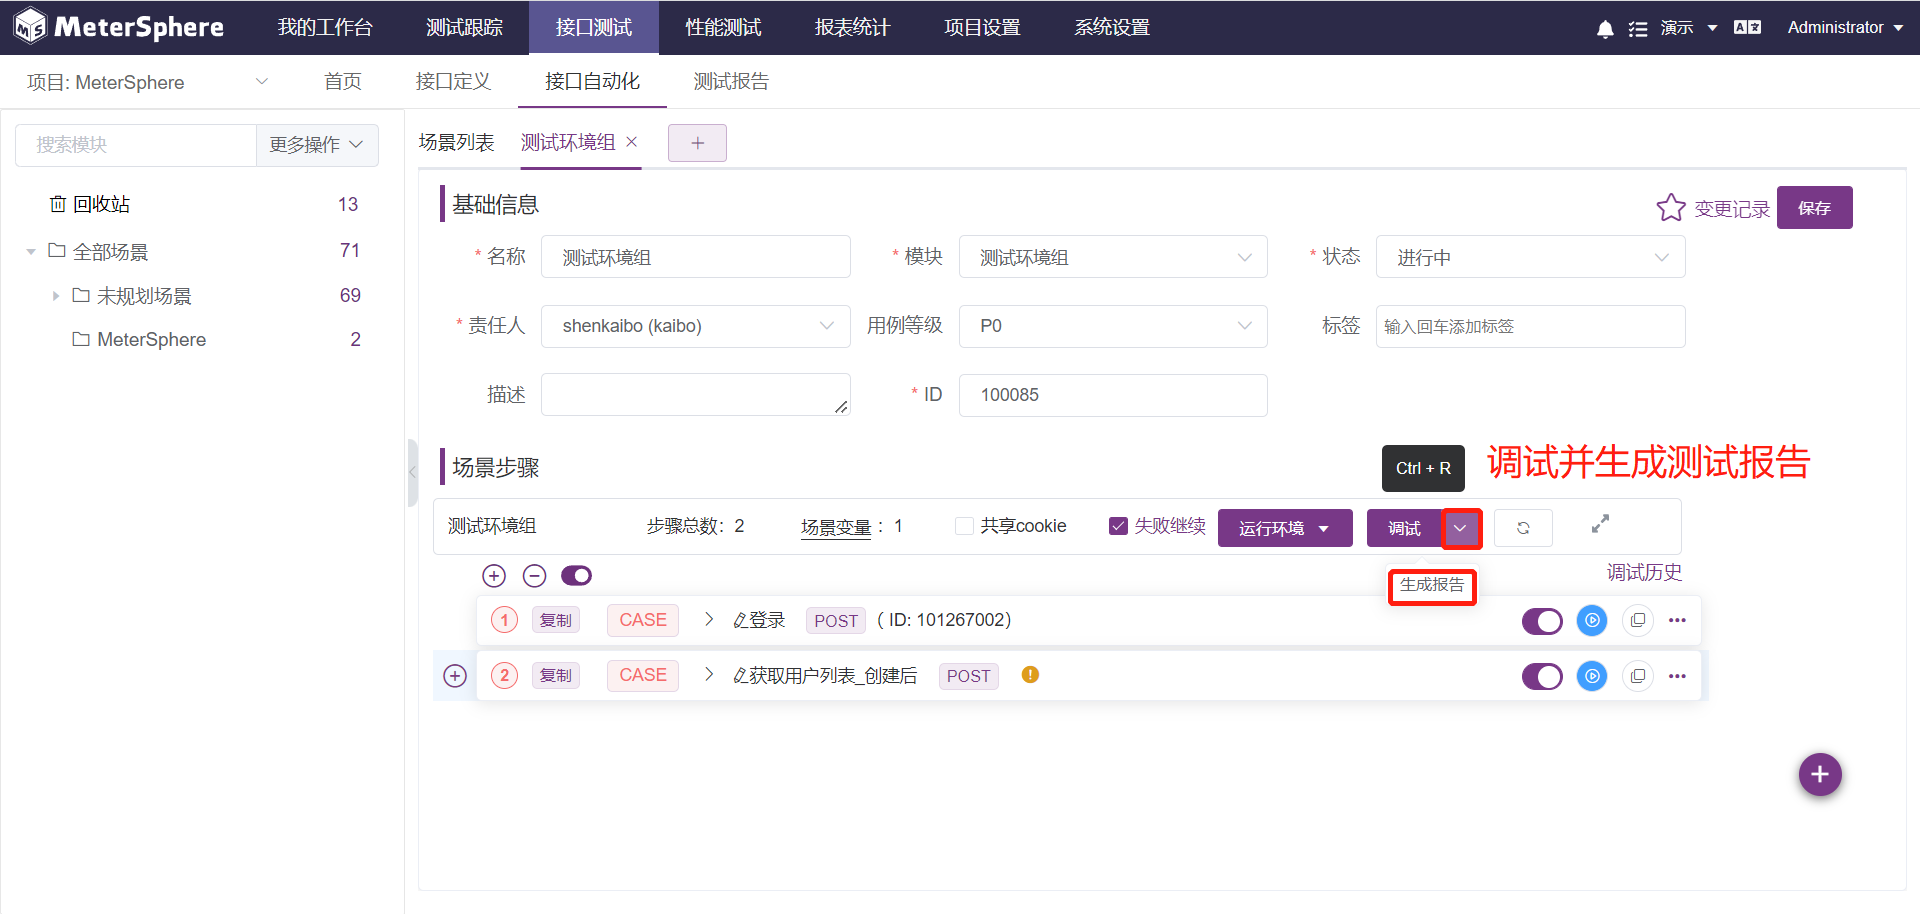 MeterSphere 我的工作台 测试跟踪 接口测试 性能测试 报表统计 项目设置 系统设置 演示 Administrator
项目: MeterSphere 首页 接口定义 接口自动化 测试报告
搜索模块 更多操作
回收站 13
全部场景 71
未规划场景 69
MeterSphere 2
场景列表 测试环境组 × +
基础信息 变更记录 保存
* 名称 测试环境组 * 模块 测试环境组 * 状态 进行中
* 责任人 shenkaibo (kaibo) 用例等级 P0 标签 输入回车添加标签
描述 * ID 100085
场景步骤 Ctrl + R 调试并生成测试报告
测试环境组 步骤总数：2 场景变量 ：1 共享cookie 失败继续 运行环境 调试
生成报告 调试历史
1 复制 CASE 登录 POST ( ID: 101267002)
2 复制 CASE 获取用户列表_创建后 POST